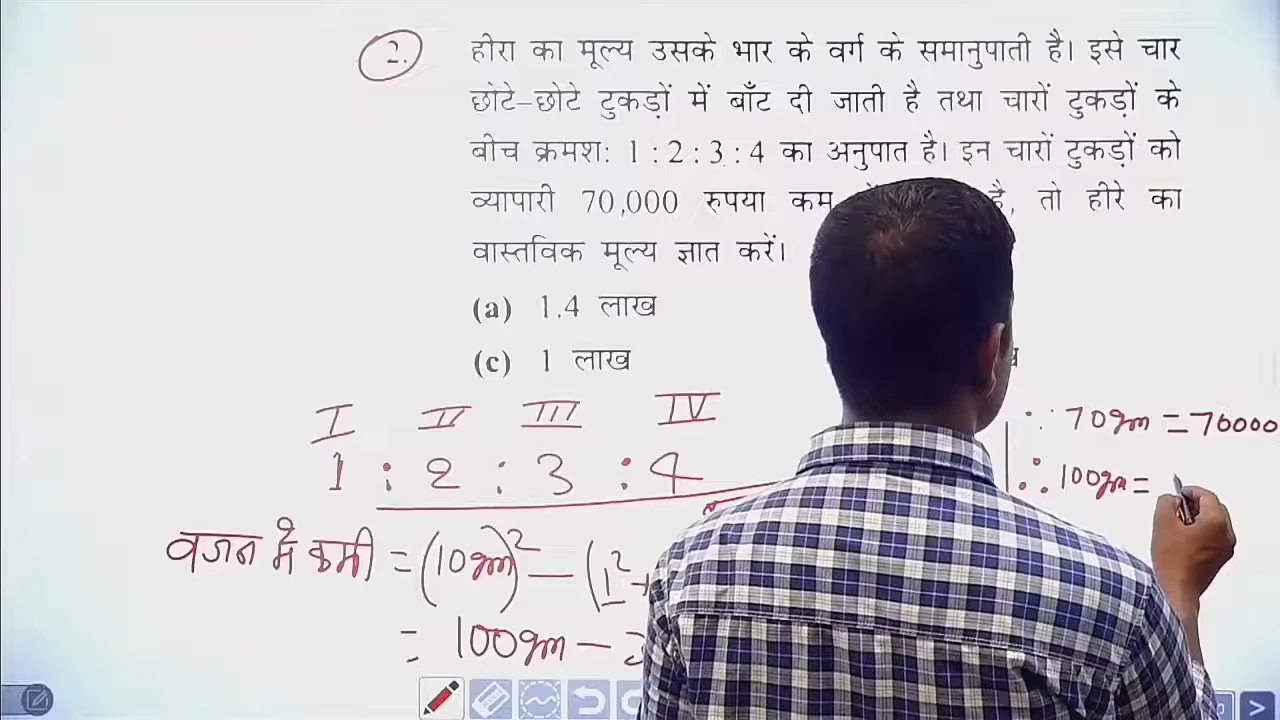 2. हीरा का मूल्य उसके भार के वर्ग के समानुपाती है। इसे चार
छोटे-छोटे टुकड़ों में बाँट दी जाती है तथा चारों टुकड़ों के
बीच क्रमश: 1 : 2 : 3 : 4 का अनुपात है। इन चारों टुकड़ों को
व्यापारी 70,000 रुपया कम है, तो हीरे का
वास्तविक मूल्य ज्ञात करें।
(a) 1.4 लाख
(c) 1 लाख
I II III IV
1 : 2 : 3 : 4
∵ 70gm = 70000
∴ 100gm =
वजन में कमी = (10gm)² — (1² +
= 100gm — 3